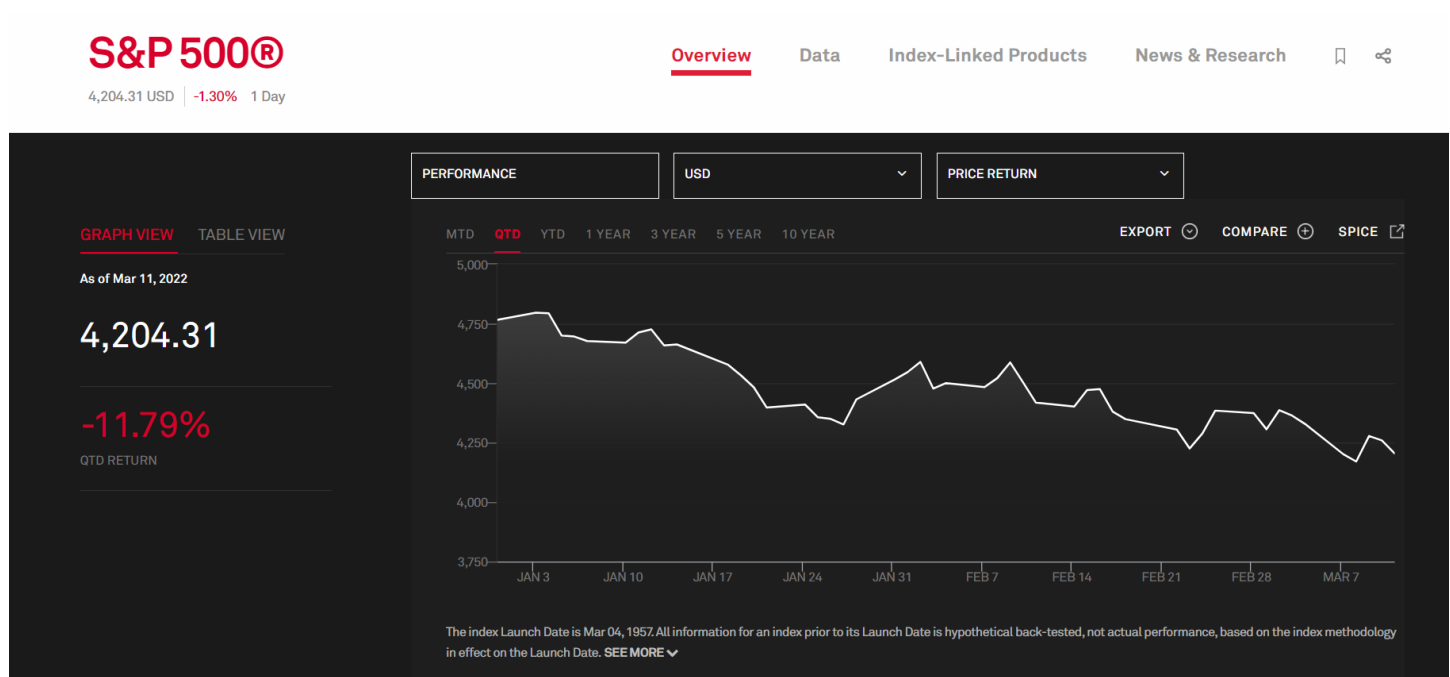 S&P 500®
Overview Data Index-Linked Products News & Research
4,204.31 USD -1.30% 1 Day
PERFORMANCE USD PRICE RETURN
GRAPH VIEW TABLE VIEW
MTD QTD YTD 1 YEAR 3 YEAR 5 YEAR 10 YEAR
EXPORT COMPARE SPICE
As of Mar 11, 2022
4,204.31
-11.79%
QTD RETURN
5,000
4,750
4,500
4,250
4,000
3,750
JAN 3 JAN 10 JAN 17 JAN 24 JAN 31 FEB 7 FEB 14 FEB 21 FEB 28 MAR 7
The index Launch Date is Mar 04, 1957. All information for an index prior to its Launch Date is hypothetical back-tested, not actual performance, based on the index methodology
in effect on the Launch Date. SEE MORE